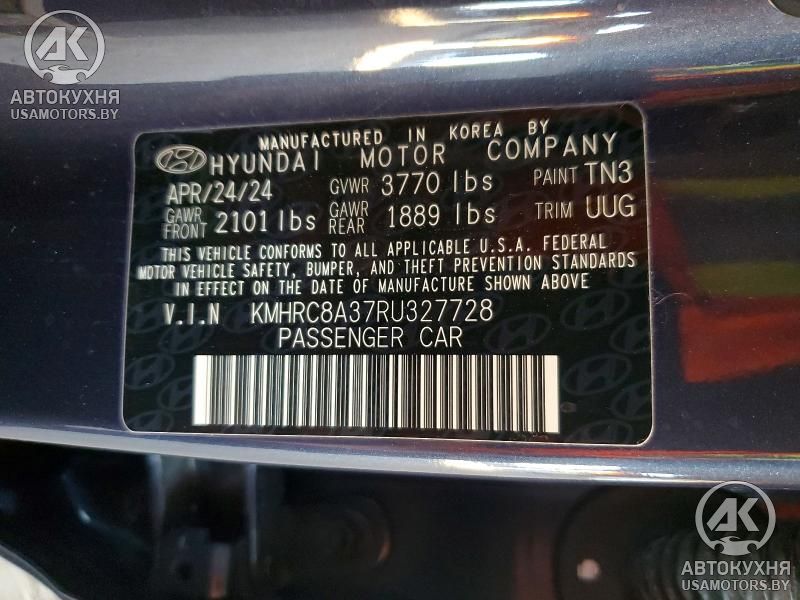 AK
АВТОКУХНЯ
USAMOTORS.BY
MANUFACTURED IN KOREA BY
HYUNDAI MOTOR COMPANY
APR/24/24 GVWR 3770 lbs PAINT TN3
GAWR FRONT 2101 lbs GAWR REAR 1889 lbs TRIM UUG
THIS VEHICLE CONFORMS TO ALL APPLICABLE U.S.A. FEDERAL
MOTOR VEHICLE SAFETY, BUMPER, AND THEFT PREVENTION STANDARDS
IN EFFECT ON THE DATE OF MANUFACTURE SHOWN ABOVE
V.I.N KMHRC8A37RU327728
PASSENGER CAR
AK
АВТОКУХНЯ
USAMOTORS.BY